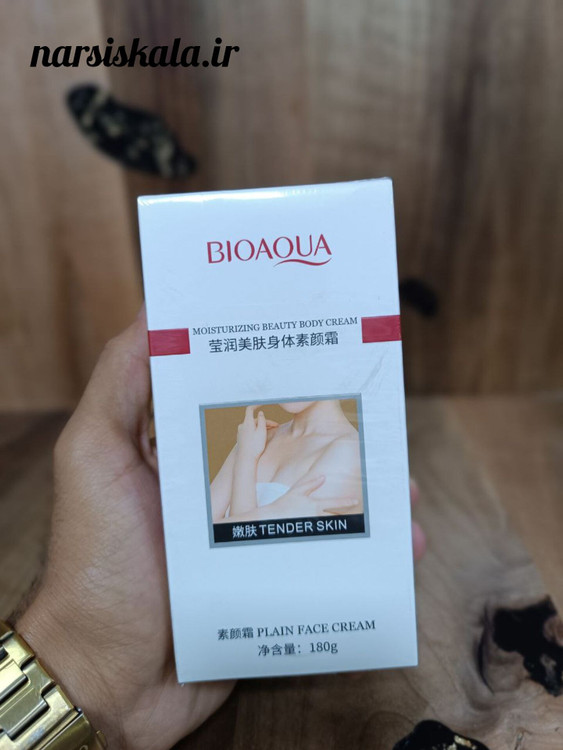 narsiskala.ir
BIOAQUA
MOISTURIZING BEAUTY BODY CREAM
莹润美肤身体素颜霜
嫩肤 TENDER SKIN
素颜霜 PLAIN FACE CREAM
净含量：180g